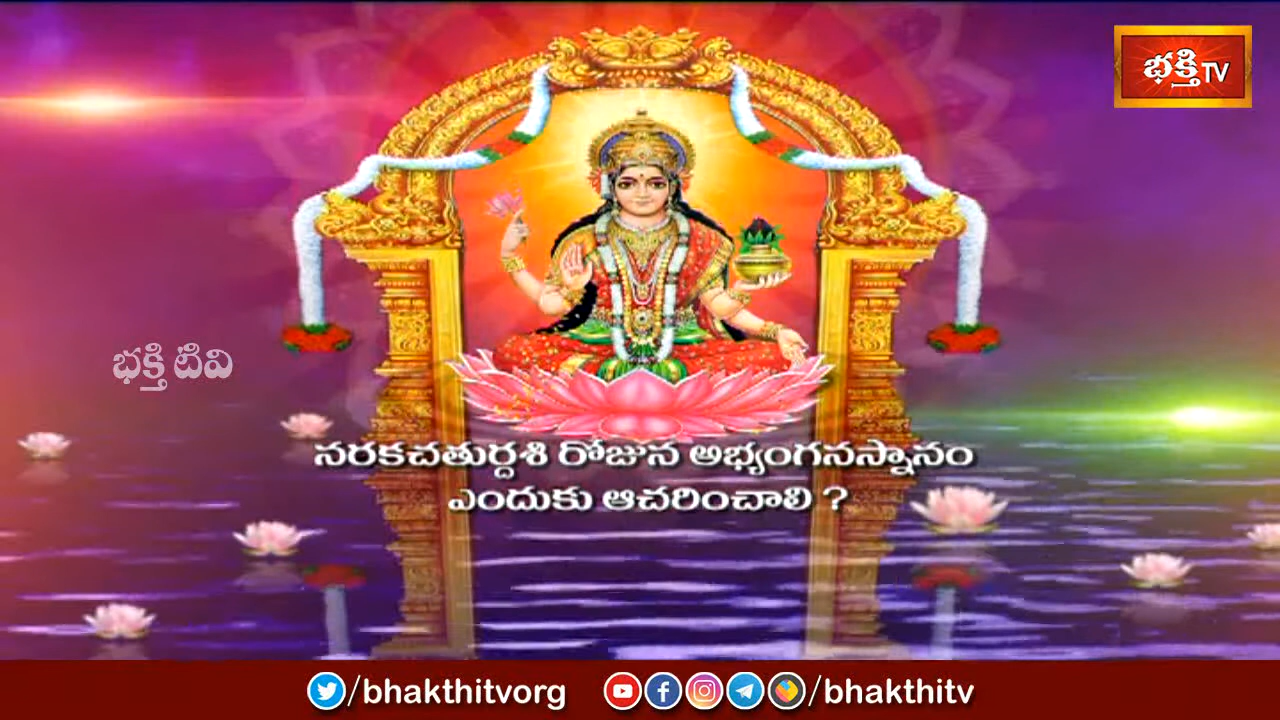 భక్తి TV
భక్తి టివి
నరకచతుర్దశి రోజున అభ్యంగనస్నానం
ఎందుకు ఆచరించాలి ?
/bhakthitvorg /bhakthitv